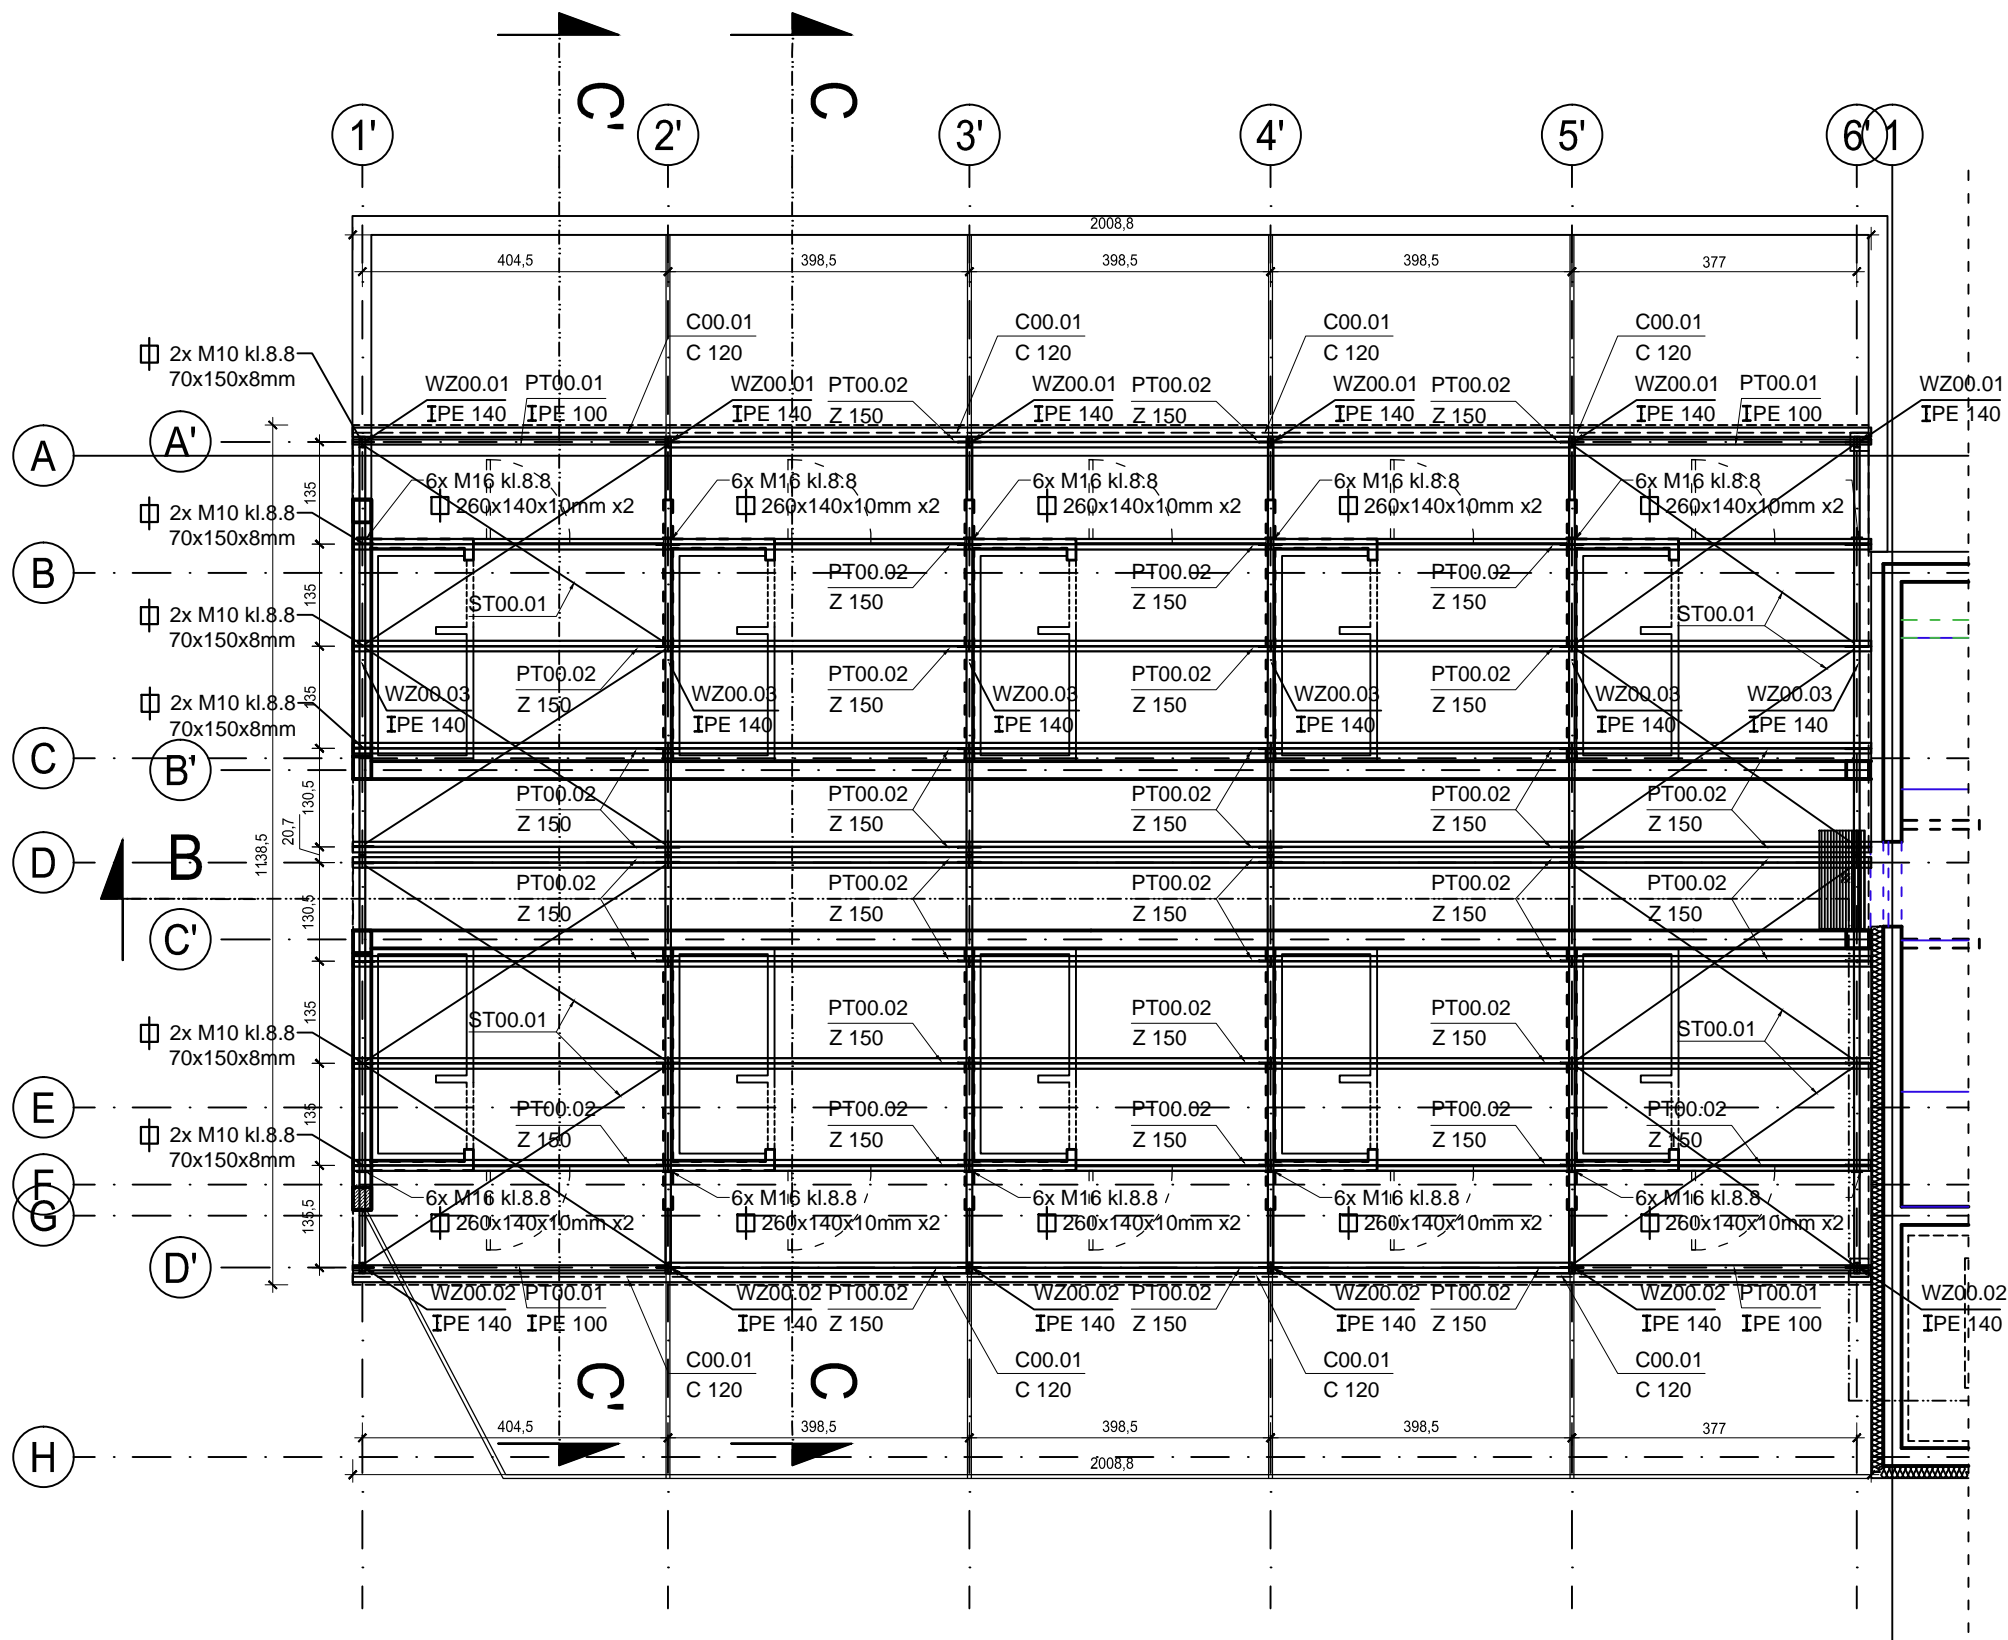 C' C
1' 2' 3' 4' 5' 6' 1
2008,8
404,5 398,5 398,5 398,5 377
C00.01 C00.01 C00.01 C00.01
C 120 C 120 C 120 C 120
2x M10 kl.8.8
70x150x8mm
WZ00.01 PT00.01 WZ00.01 PT00.02 WZ00.01 PT00.02 WZ00.01 PT00.02 WZ00.01 PT00.01 WZ00.01
IPE 140 IPE 100 IPE 140 Z 150 IPE 140 Z 150 IPE 140 Z 150 IPE 140 IPE 100 IPE 140
A A'
135
6x M16 kl.8.8 6x M16 kl.8.8 6x M16 kl.8.8 6x M16 kl.8.8 6x M16 kl.8.8
260x140x10mm x2 260x140x10mm x2 260x140x10mm x2 260x140x10mm x2 260x140x10mm x2
2x M10 kl.8.8
70x150x8mm
B
PT00.02 PT00.02 PT00.02
Z 150 Z 150 Z 150
135
ST00.01 ST00.01
2x M10 kl.8.8
70x150x8mm
PT00.02 PT00.02 PT00.02 PT00.02
Z 150 Z 150 Z 150 Z 150
135
WZ00.03 WZ00.03 WZ00.03 WZ00.03 WZ00.03 WZ00.03
IPE 140 IPE 140 IPE 140 IPE 140 IPE 140 IPE 140
2x M10 kl.8.8
70x150x8mm
C B'
130,5
PT00.02 PT00.02 PT00.02 PT00.02 PT00.02
Z 150 Z 150 Z 150 Z 150 Z 150
20,7
1138,5
D B
PT00.02 PT00.02 PT00.02 PT00.02 PT00.02
Z 150 Z 150 Z 150 Z 150 Z 150
130,5
C'
135
PT00.02 PT00.02 PT00.02
Z 150 Z 150 Z 150
ST00.01 ST00.01
2x M10 kl.8.8
70x150x8mm
E
135
PT00.02 PT00.02 PT00.02 PT00.02 PT00.02
Z 150 Z 150 Z 150 Z 150 Z 150
2x M10 kl.8.8
70x150x8mm
F
G
135,5
6x M16 kl.8.8 6x M16 kl.8.8 6x M16 kl.8.8 6x M16 kl.8.8 6x M16 kl.8.8
260x140x10mm x2 260x140x10mm x2 260x140x10mm x2 260x140x10mm x2 260x140x10mm x2
D'
WZ00.02 PT00.01 WZ00.02 PT00.02 WZ00.02 PT00.02 WZ00.02 PT00.02 WZ00.02 PT00.01 WZ00.02
IPE 140 IPE 100 IPE 140 Z 150 IPE 140 Z 150 IPE 140 Z 150 IPE 140 IPE 100 IPE 140
C00.01 C00.01 C00.01 C00.01
C 120 C 120 C 120 C 120
C' C
404,5 398,5 398,5 398,5 377
H
2008,8